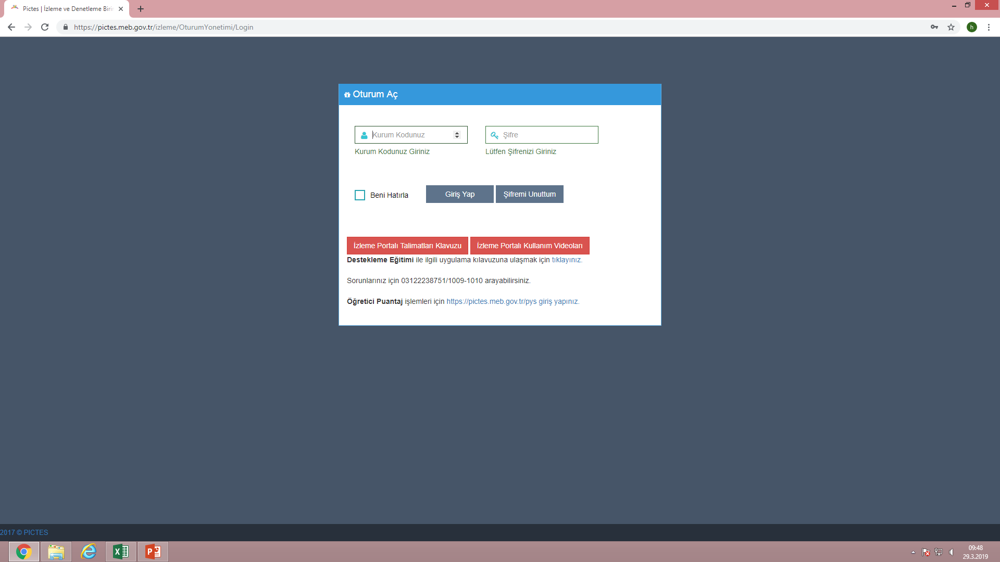 Pictes | İzleme ve Denetleme Biri
https://pictes.meb.gov.tr/izleme/OturumYonetimi/Login
h
Oturum Aç
Kurum Kodunuz
Şifre
Kurum Kodunuz Giriniz
Lütfen Şifrenizi Giriniz
Beni Hatırla
Giriş Yap
Şifremi Unuttum
İzleme Portalı Talimatları Klavuzu
İzleme Portalı Kullanım Videoları
Destekleme Eğitimi ile ilgili uygulama kılavuzuna ulaşmak için tıklayınız.
Sorunlarınız için 03122238751/1009-1010 arayabilirsiniz.
Öğretici Puantaj işlemleri için https://pictes.meb.gov.tr/pys giriş yapınız.
2017 © PICTES
09:48
29.3.2019